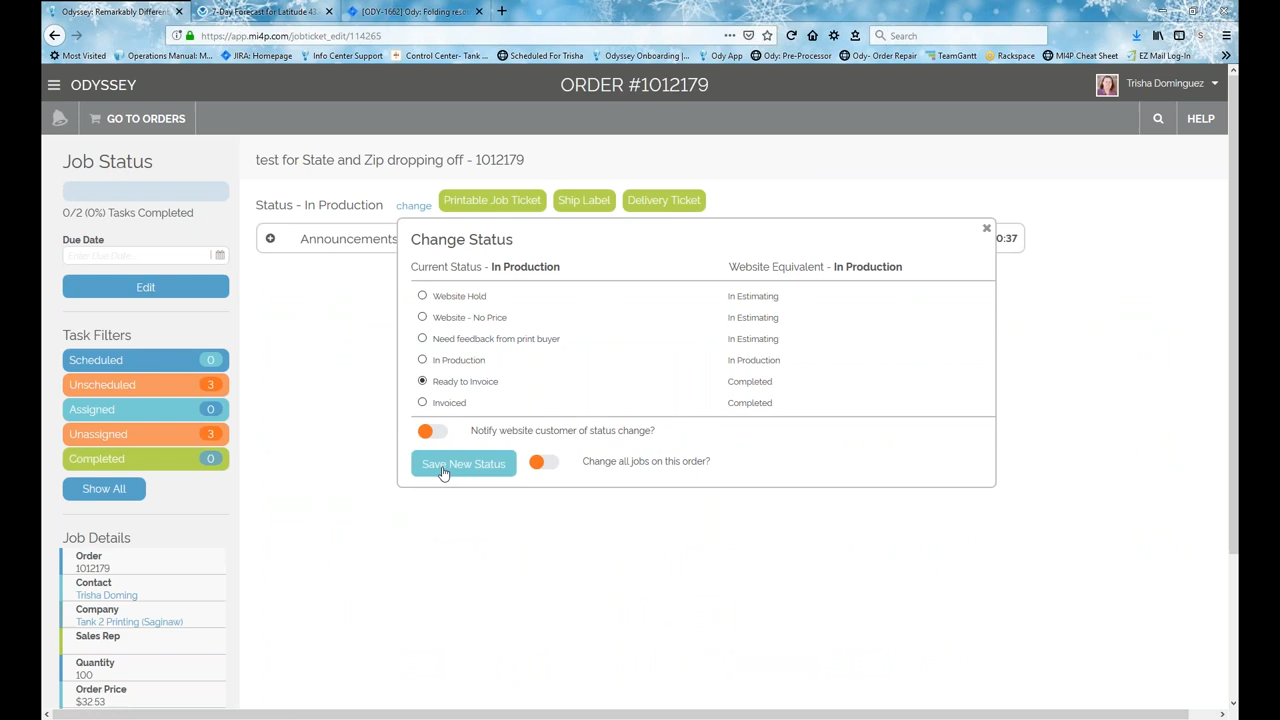 Odyssey: Remarkably Differen
7-Day Forecast for Latitude 43.
[ODY-1662] Ody: Folding resou
https://app.mi4p.com/jobticket_edit/114265
Search
Most Visited
Operations Manual: M...
JIRA: Homepage
Info Center Support
Control Center- Tank ...
Scheduled For Trisha
Odyssey Onboarding |...
Ody App
Ody: Pre-Processor
Ody- Order Repair
TeamGantt
Rackspace
MI4P Cheat Sheet
EZ Mail Log-In
ODYSSEY
ORDER #1012179
Trisha Dominguez
GO TO ORDERS
HELP
Job Status
0/2 (0%) Tasks Completed
Due Date
Enter Due Date
Edit
Task Filters
Scheduled 0
Unscheduled 3
Assigned 0
Unassigned 3
Completed 0
Show All
Job Details
Order
1012179
Contact
Trisha Doming
Company
Tank 2 Printing (Saginaw)
Sales Rep
Quantity
100
Order Price
$32.53
test for State and Zip dropping off - 1012179
Status - In Production change Printable Job Ticket Ship Label Delivery Ticket
Announcements
0:37
Change Status
Current Status - In Production Website Equivalent - In Production
Website Hold In Estimating
Website - No Price In Estimating
Need feedback from print buyer In Estimating
In Production In Production
Ready to Invoice Completed
Invoiced Completed
Notify website customer of status change?
Save New Status Change all jobs on this order?